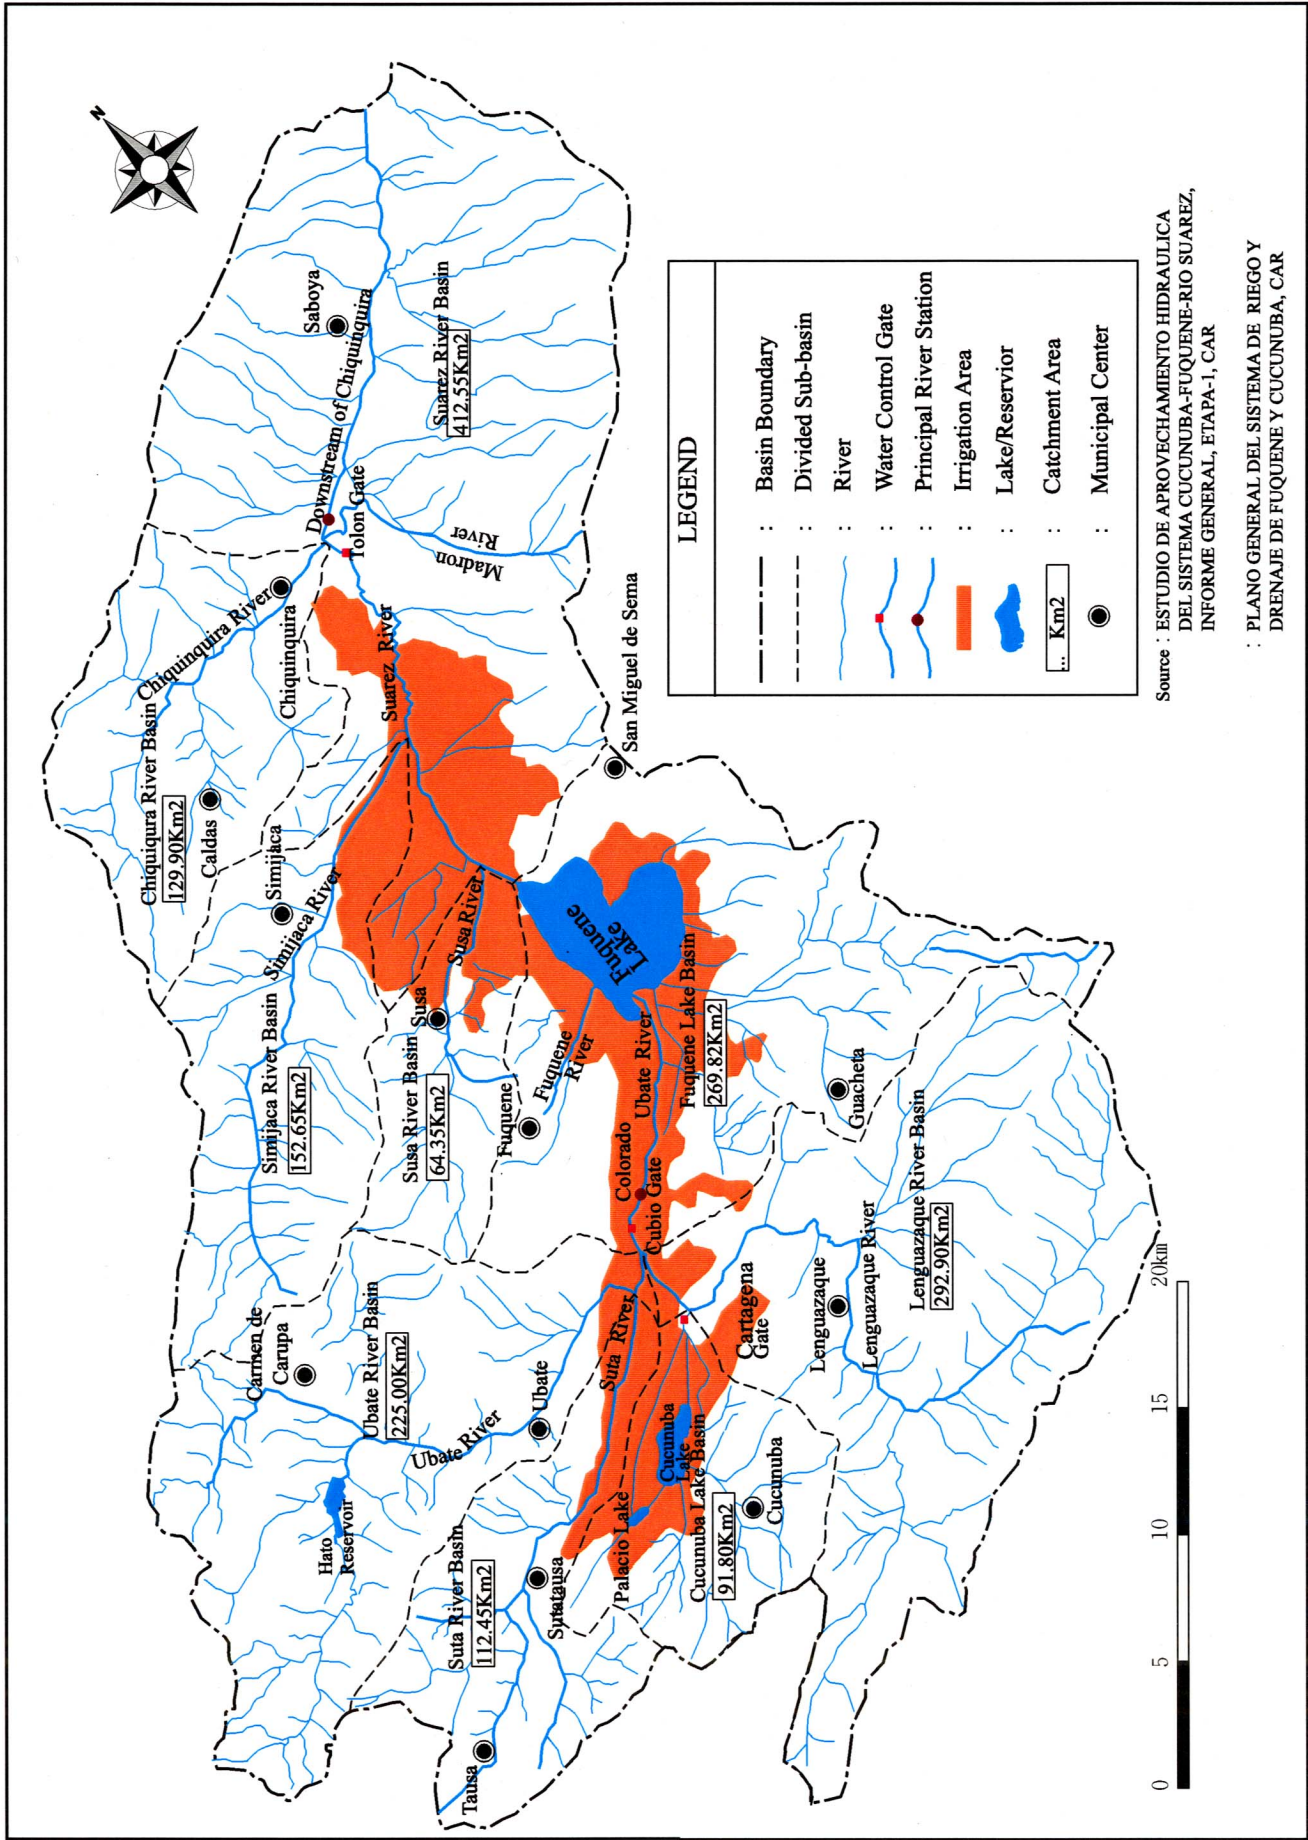 N
Saboya
Downstream of Chiquinquira
Suarez River Basin
412.55Km2
Tolon Gate
Madron
River
Chiquinquira River
Chiquinquira
Chiquiqura River Basin
129.90Km2
Caldas
Suarez River
San Miguel de Sema
Simijaca
Simijaca River
Simijaca River Basin
152.65Km2
Susa River
Susa
Susa River Basin
64.35Km2
Fuquene
Lake
Fuquene
River
Fuquene
Ubate River
Fuquene Lake Basin
269.82Km2
Colorado
Cubio Gate
Guacheta
Lenguazaque River Basin
292.90Km2
Lenguazaque River
Lenguazaque
Cartagena
Gate
Carmen de
Carupa
Ubate River Basin
225.00Km2
Ubate River
Ubate
Suta River
Hato
Reservoir
Cucunuba
Lake
Cucunuba Lake Basin
91.80Km2
Cucunuba
Palacio Lake
Suta River Basin
112.45Km2
Sutatausa
Tausa
LEGEND
: Basin Boundary
: Divided Sub-basin
: River
: Water Control Gate
: Principal River Station
: Irrigation Area
: Lake/Reservior
... Km2 : Catchment Area
: Municipal Center
0 5 10 15 20km
Source : ESTUDIO DE APROVECHAMIENTO HIDRAULICA
DEL SISTEMA CUCUNUBA-FUQUENE-RIO SUAREZ,
INFORME GENERAL, ETAPA-1, CAR
: PLANO GENERAL DEL SISTEMA DE RIEGO Y
DRENAJE DE FUQUENE Y CUCUNUBA, CAR